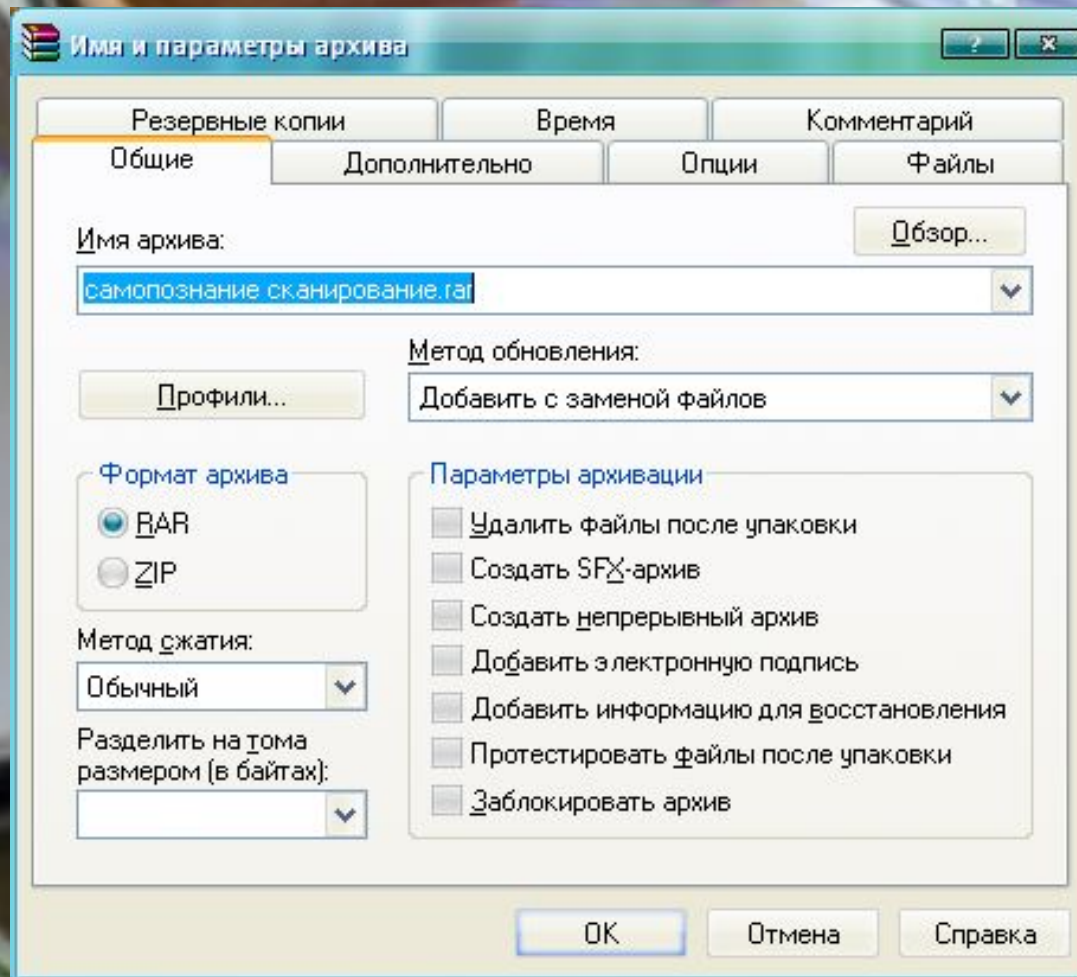 Имя и параметры архива
?
Резервные копии Время Комментарий
Общие Дополнительно Опции Файлы
Имя архива: Обзор...
самопознание сканирование.rar
Метод обновления:
Профили... Добавить с заменой файлов
Формат архива Параметры архивации
RAR Удалить файлы после упаковки
ZIP Создать SFX-архив
Создать непрерывный архив
Метод сжатия: Добавить электронную подпись
Обычный Добавить информацию для восстановления
Разделить на тома Протестировать файлы после упаковки
размером (в байтах): Заблокировать архив
OK Отмена Справка